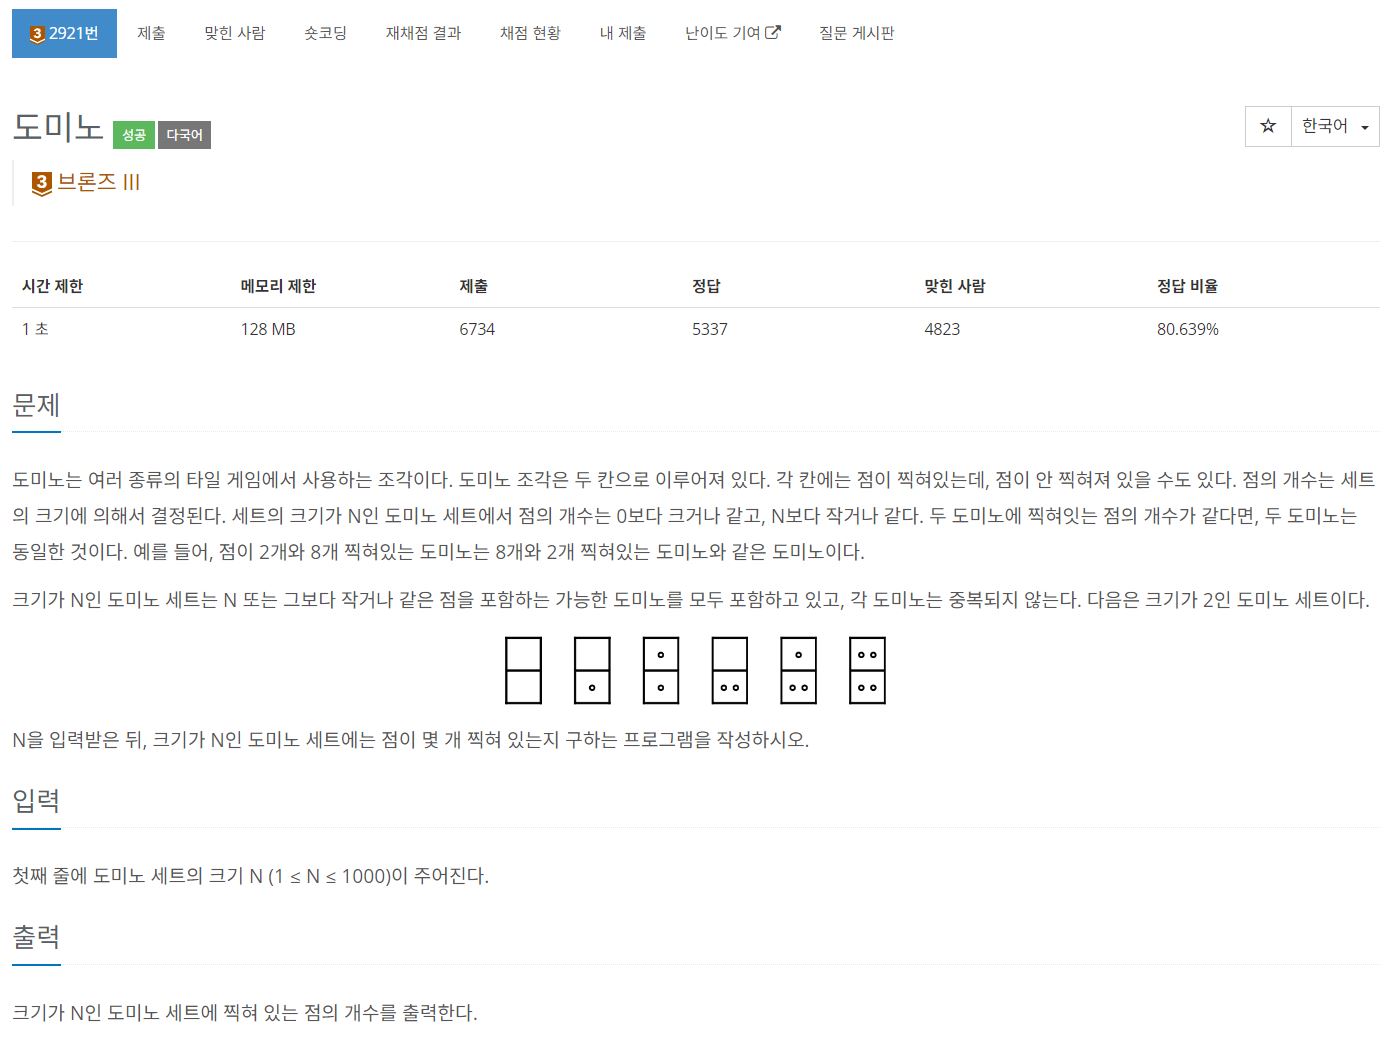 3 2921번 제출 맞힌 사람 숏코딩 재채점 결과 채점 현황 내 제출 난이도 기여 질문 게시판
도미노 성공 다국어 한국어
3 브론즈 III
시간 제한 메모리 제한 제출 정답 맞힌 사람 정답 비율
1 초 128 MB 6734 5337 4823 80.639%
문제
도미노는 여러 종류의 타일 게임에서 사용하는 조각이다. 도미노 조각은 두 칸으로 이루어져 있다. 각 칸에는 점이 찍혀있는데, 점이 안 찍혀져 있을 수도 있다. 점의 개수는 세트
의 크기에 의해서 결정된다. 세트의 크기가 N인 도미노 세트에서 점의 개수는 0보다 크거나 같고, N보다 작거나 같다. 두 도미노에 찍혀잇는 점의 개수가 같다면, 두 도미노는
동일한 것이다. 예를 들어, 점이 2개와 8개 찍혀있는 도미노는 8개와 2개 찍혀있는 도미노와 같은 도미노이다.
크기가 N인 도미노 세트는 N 또는 그보다 작거나 같은 점을 포함하는 가능한 도미노를 모두 포함하고 있고, 각 도미노는 중복되지 않는다. 다음은 크기가 2인 도미노 세트이다.
N을 입력받은 뒤, 크기가 N인 도미노 세트에는 점이 몇 개 찍혀 있는지 구하는 프로그램을 작성하시오.
입력
첫째 줄에 도미노 세트의 크기 N (1 ≤ N ≤ 1000)이 주어진다.
출력
크기가 N인 도미노 세트에 찍혀 있는 점의 개수를 출력한다.